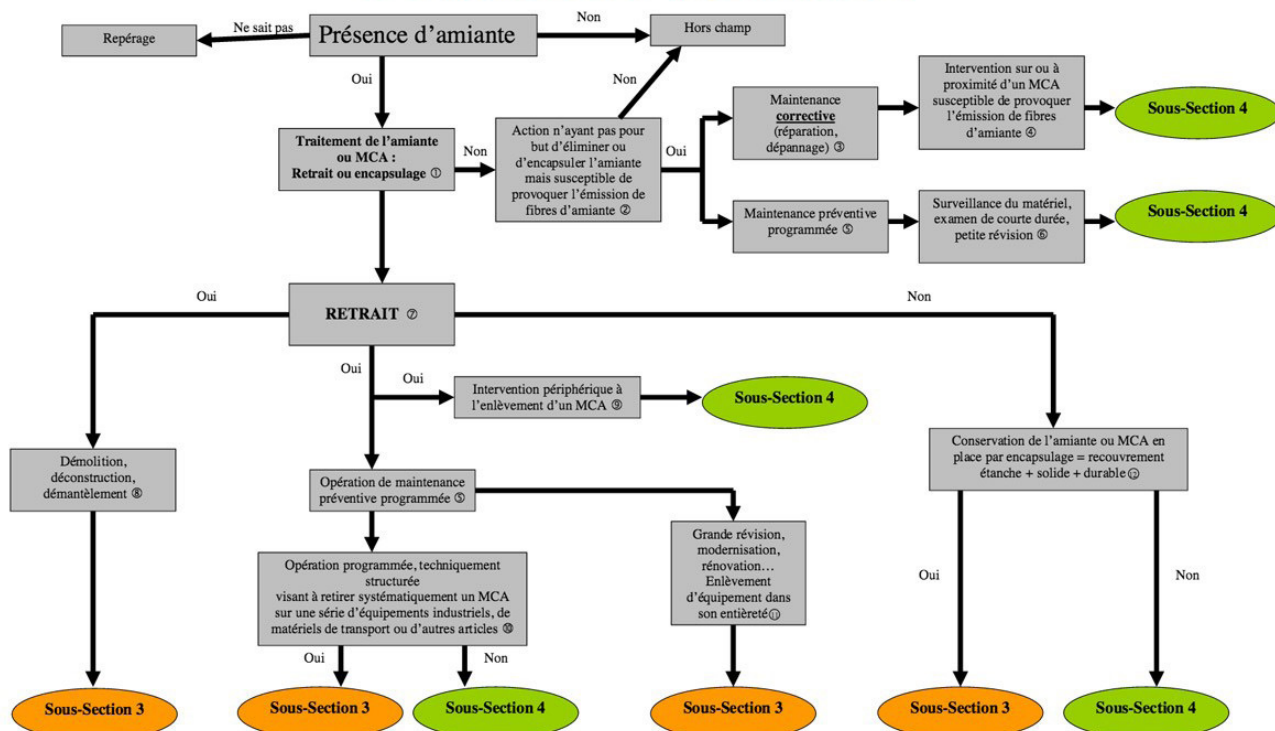 Repérage
Ne sait pas
Présence d’amiante
Non
Hors champ
Oui
Non
Traitement de l’amiante
ou MCA :
Retrait ou encapsulage ①
Non
Action n’ayant pas pour
but d’éliminer ou
d’encapsuler l’amiante
mais susceptible de
provoquer l’émission de
fibres d’amiante ②
Oui
Maintenance
corrective
(réparation,
dépannage) ③
Intervention sur ou à
proximité d’un MCA
susceptible de provoquer
l’émission de fibres
d’amiante ④
Sous-Section 4
Maintenance préventive
programmée ⑤
Surveillance du matériel,
examen de courte durée,
petite révision ⑥
Sous-Section 4
Oui
RETRAIT ⑦
Non
Oui
Oui
Intervention périphérique à
l’enlèvement d’un MCA ⑨
Sous-Section 4
Démolition,
déconstruction,
démantèlement ⑧
Opération de maintenance
préventive programmée ⑤
Conservation de l’amiante ou MCA en
place par encapsulage = recouvrement
étanche + solide + durable ⑫
Opération programmée, techniquement
structurée
visant à retirer systématiquement un MCA
sur une série d’équipements industriels, de
matériels de transport ou d’autres articles ⑩
Grande révision,
modernisation,
rénovation…
Enlèvement
d’équipement dans
son entièreté ⑪
Oui
Non
Oui
Non
Sous-Section 3
Sous-Section 3
Sous-Section 4
Sous-Section 3
Sous-Section 3
Sous-Section 4